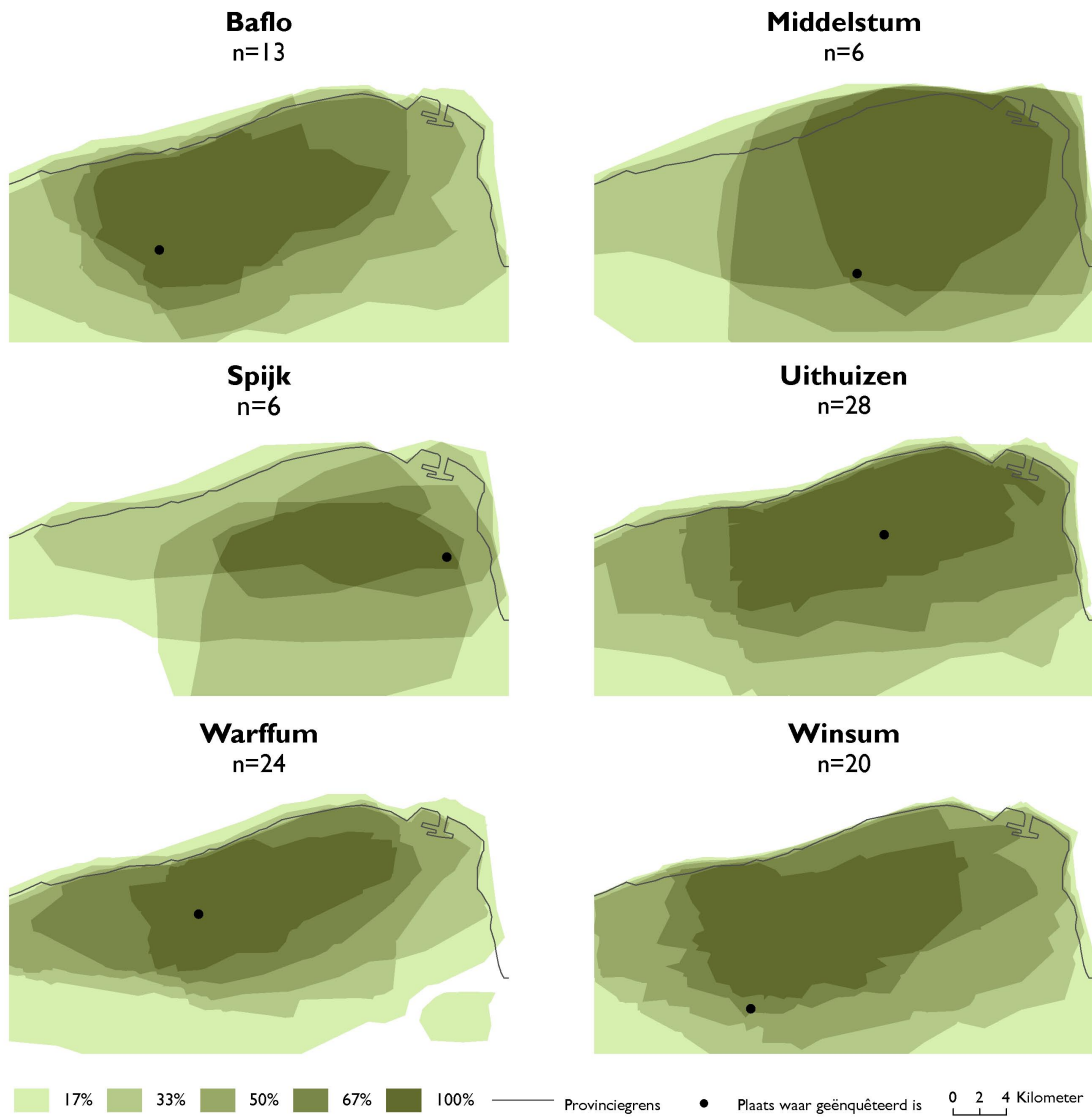 Baflo
n=13
Middelstum
n=6
Spijk
n=6
Uithuizen
n=28
Warffum
n=24
Winsum
n=20
17% 33% 50% 67% 100% Provinciegrens Plaats waar geënquêteerd is 0 2 4 Kilometer